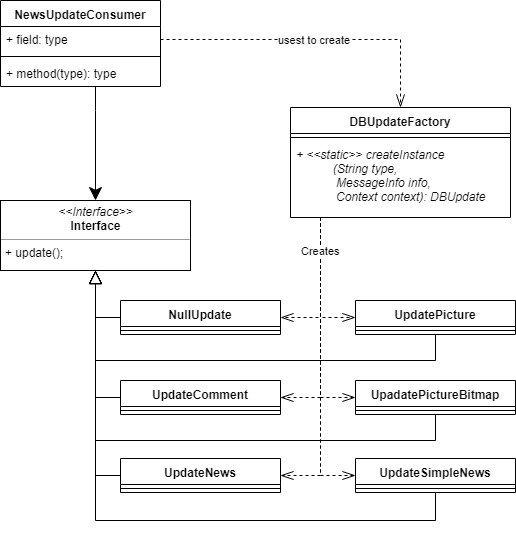 NewsUpdateConsumer
+ field: type
+ method(type): type
usest to create
DBUpdateFactory
+ <<static>> createInstance
(String type,
MessageInfo info,
Context context): DBUpdate
<<Interface>>
Interface
+ update();
Creates
NullUpdate
UpdatePicture
UpdateComment
UpadatePictureBitmap
UpdateNews
UpdateSimpleNews